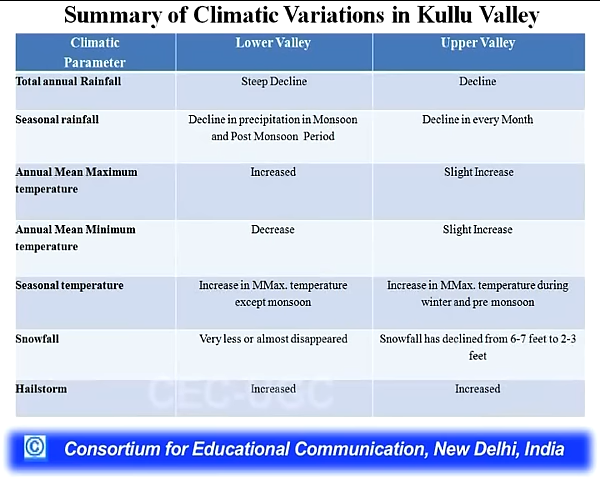 Summary of Climatic Variations in Kullu Valley
Climatic
Parameter
Lower Valley
Upper Valley
Total annual Rainfall
Steep Decline
Decline
Seasonal rainfall
Decline in precipitation in Monsoon
and Post Monsoon Period
Decline in every Month
Annual Mean Maximum
temperature
Increased
Slight Increase
Annual Mean Minimum
temperature
Decrease
Slight Increase
Seasonal temperature
Increase in MMax. temperature
except monsoon
Increase in MMax. temperature during
winter and pre monsoon
Snowfall
Very less or almost disappeared
Snowfall has declined from 6-7 feet to 2-3
feet
Hailstorm
Increased
Increased
CEC-UGC
© Consortium for Educational Communication, New Delhi, India